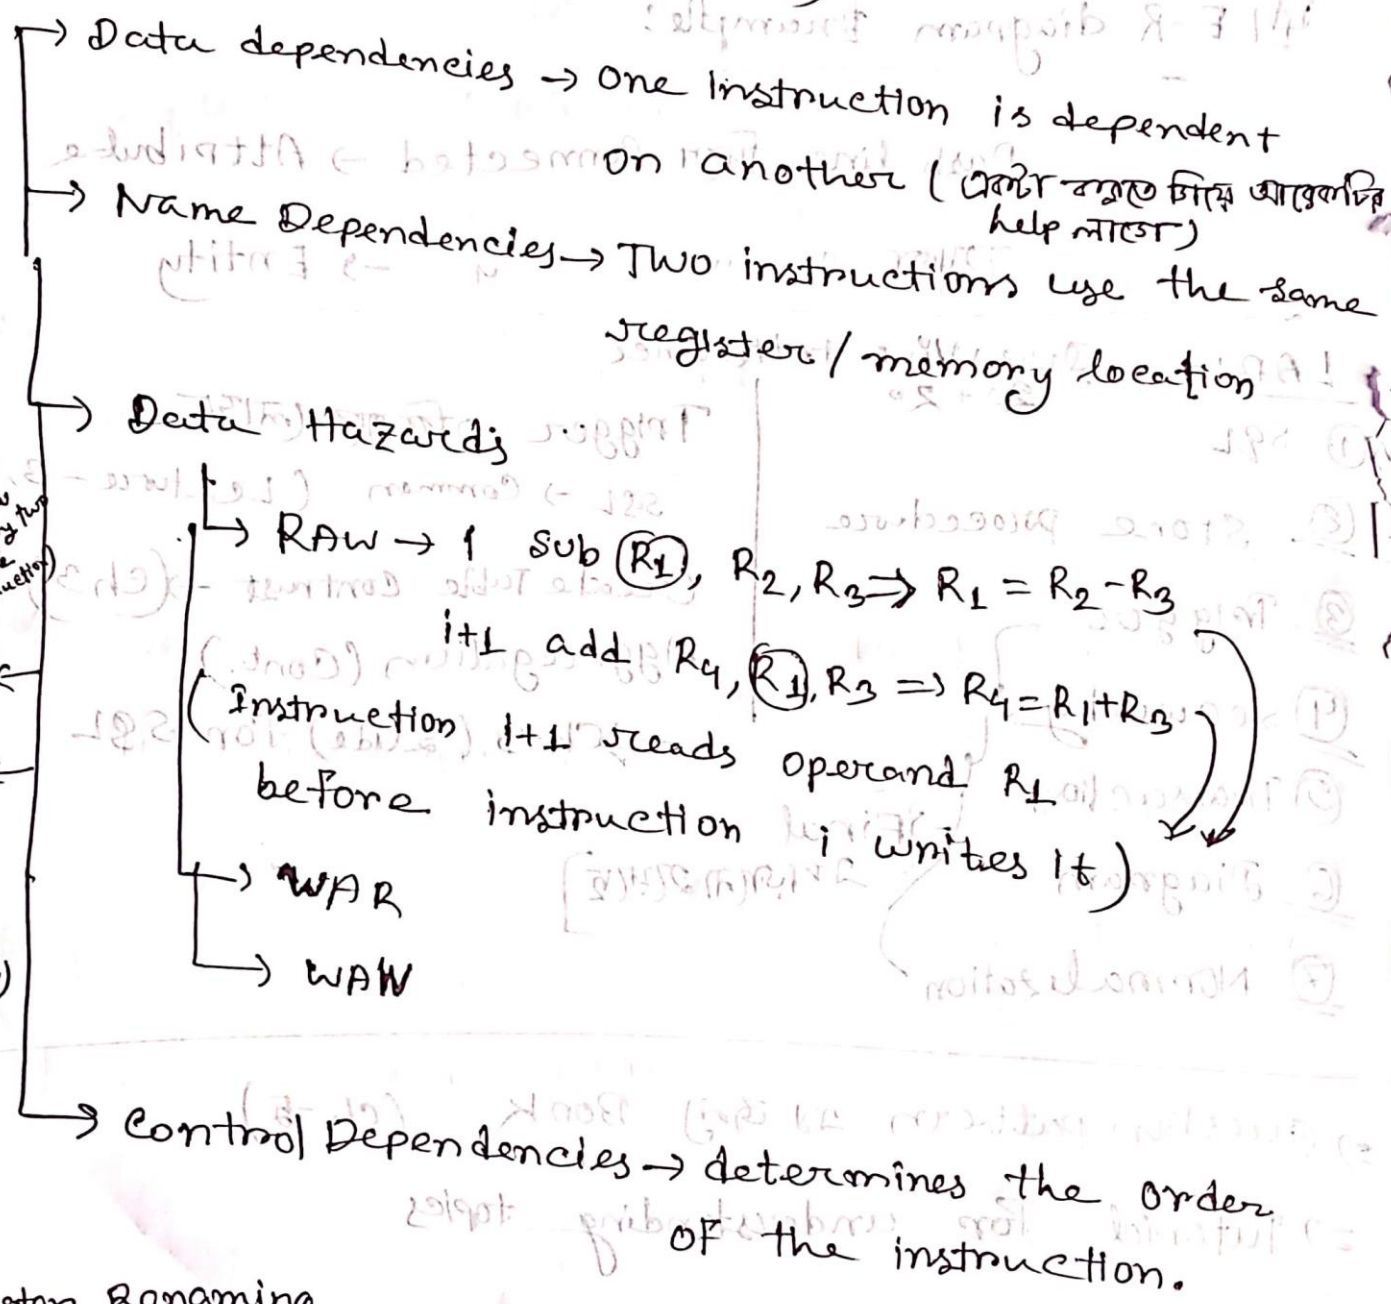 → Data dependencies → one Instruction is dependent
on another (একটা করতে গিয়ে আরেকটির
help লাগে)
→ Name Dependencies → Two instructions use the same
register / memory location
→ Data Hazards
→ RAW → i sub R1, R2, R3 ⇒ R1 = R2 - R3
i+1 add R4, R1, R3 ⇒ R4 = R1 + R3
(Instruction i+1 reads operand R1
before instruction i writes it)
→ WAR
→ WAW
→ Control Dependencies → determines the order
of the instruction.